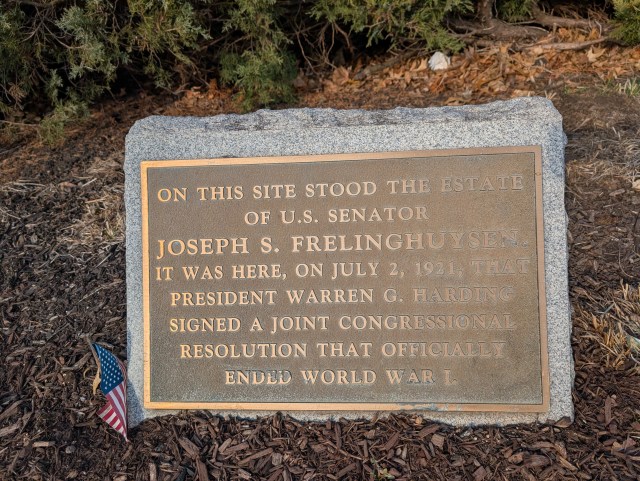 ON THIS SITE STOOD THE ESTATE
OF U.S. SENATOR
JOSEPH S. FRELINGHUYSEN.
IT WAS HERE, ON JULY 2, 1921, THAT
PRESIDENT WARREN G. HARDING
SIGNED A JOINT CONGRESSIONAL
RESOLUTION THAT OFFICIALLY
ENDED WORLD WAR I.